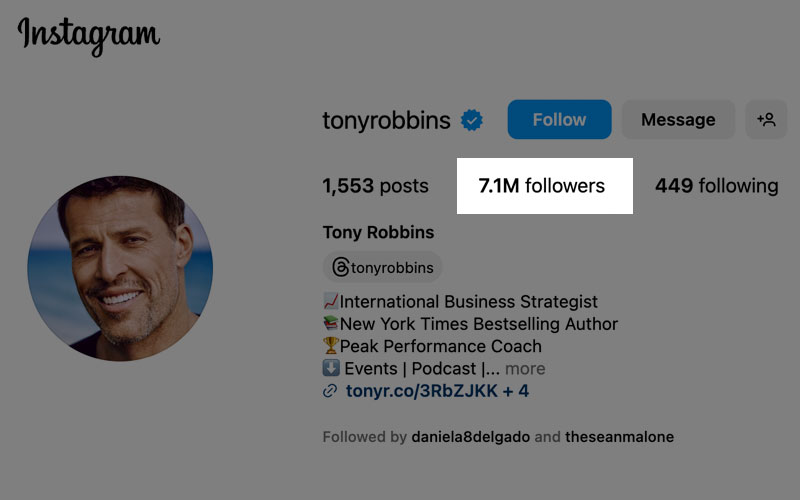 Instagram
tonyrobbins Follow Message
1,553 posts 7.1M followers 449 following
Tony Robbins
tonyrobbins
📈International Business Strategist
📚New York Times Bestselling Author
🏆Peak Performance Coach
⬇️ Events | Podcast |... more
tonyr.co/3RbZJKK + 4
Followed by daniela8delgado and theseanmalone